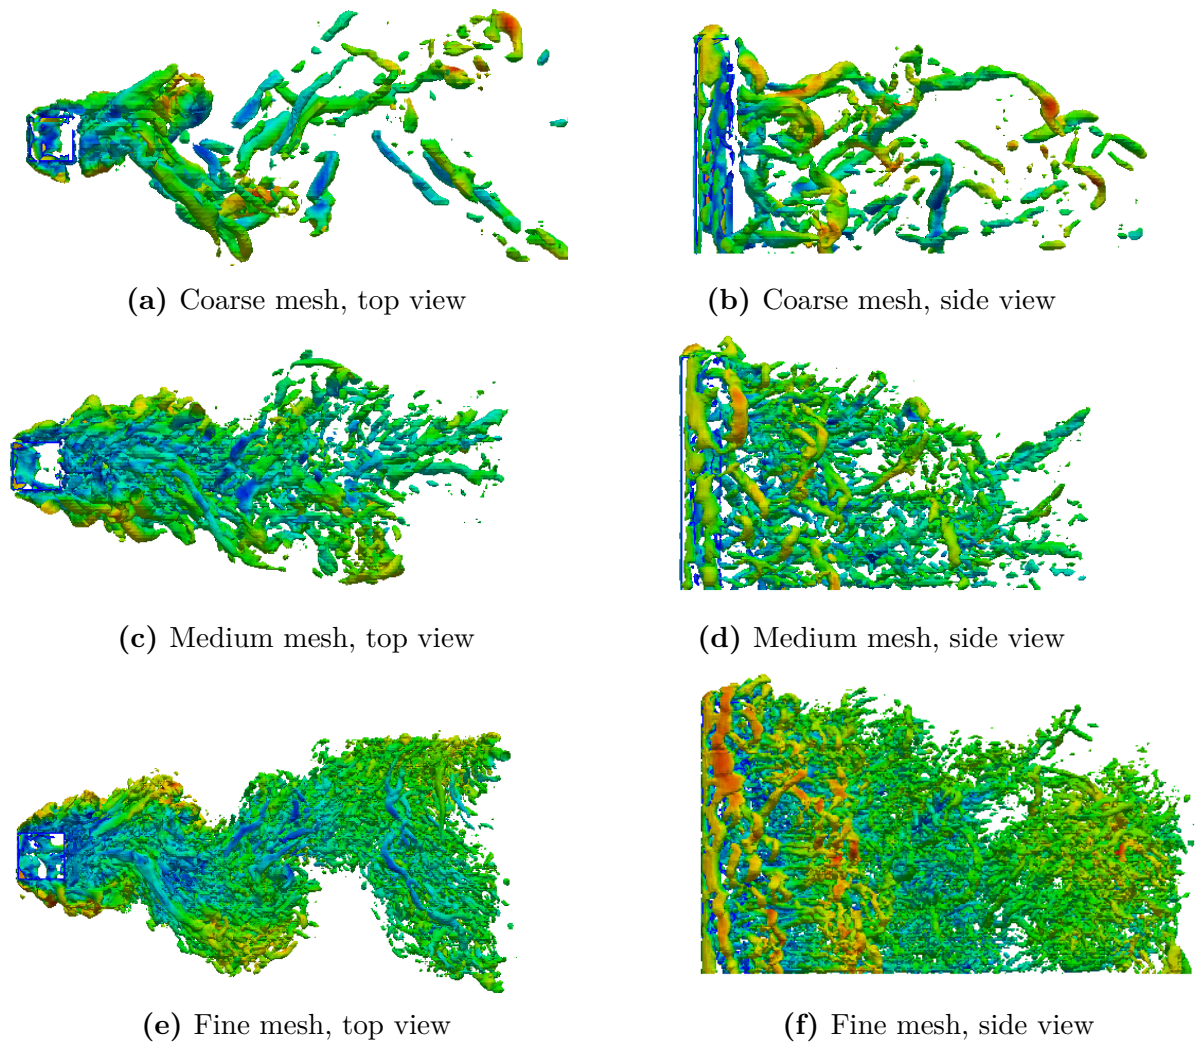 (a) Coarse mesh, top view
(b) Coarse mesh, side view
(c) Medium mesh, top view
(d) Medium mesh, side view
(e) Fine mesh, top view
(f) Fine mesh, side view